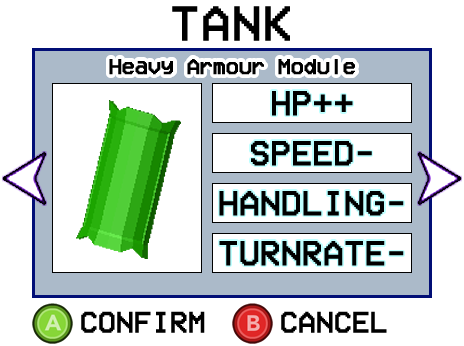 TANK
Heavy Armour Module
HP++
SPEED-
HANDLING-
TURNRATE-
A CONFIRM B CANCEL